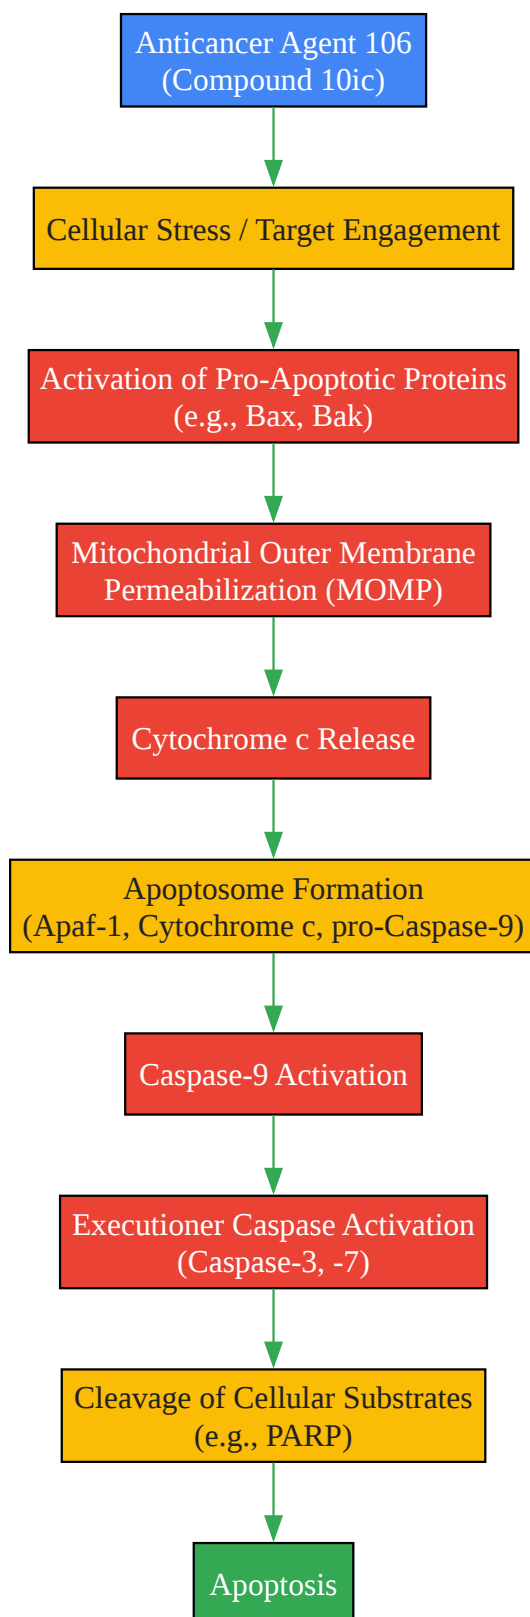 Anticancer Agent 106
(Compound 10ic)
Cellular Stress / Target Engagement
Activation of Pro-Apoptotic Proteins
(e.g., Bax, Bak)
Mitochondrial Outer Membrane
Permeabilization (MOMP)
Cytochrome c Release
Apoptosome Formation
(Apaf-1, Cytochrome c, pro-Caspase-9)
Caspase-9 Activation
Executioner Caspase Activation
(Caspase-3, -7)
Cleavage of Cellular Substrates
(e.g., PARP)
Apoptosis